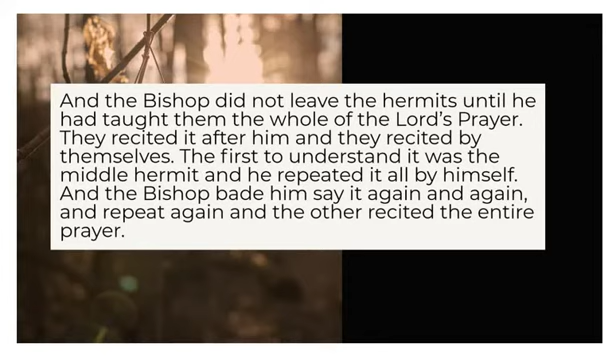 And the Bishop did not leave the hermits until he
had taught them the whole of the Lord's Prayer.
They recited it after him and they recited by
themselves. The first to understand it was the
middle hermit and he repeated it all by himself.
And the Bishop bade him say it again and again,
and repeat again and the other recited the entire
prayer.